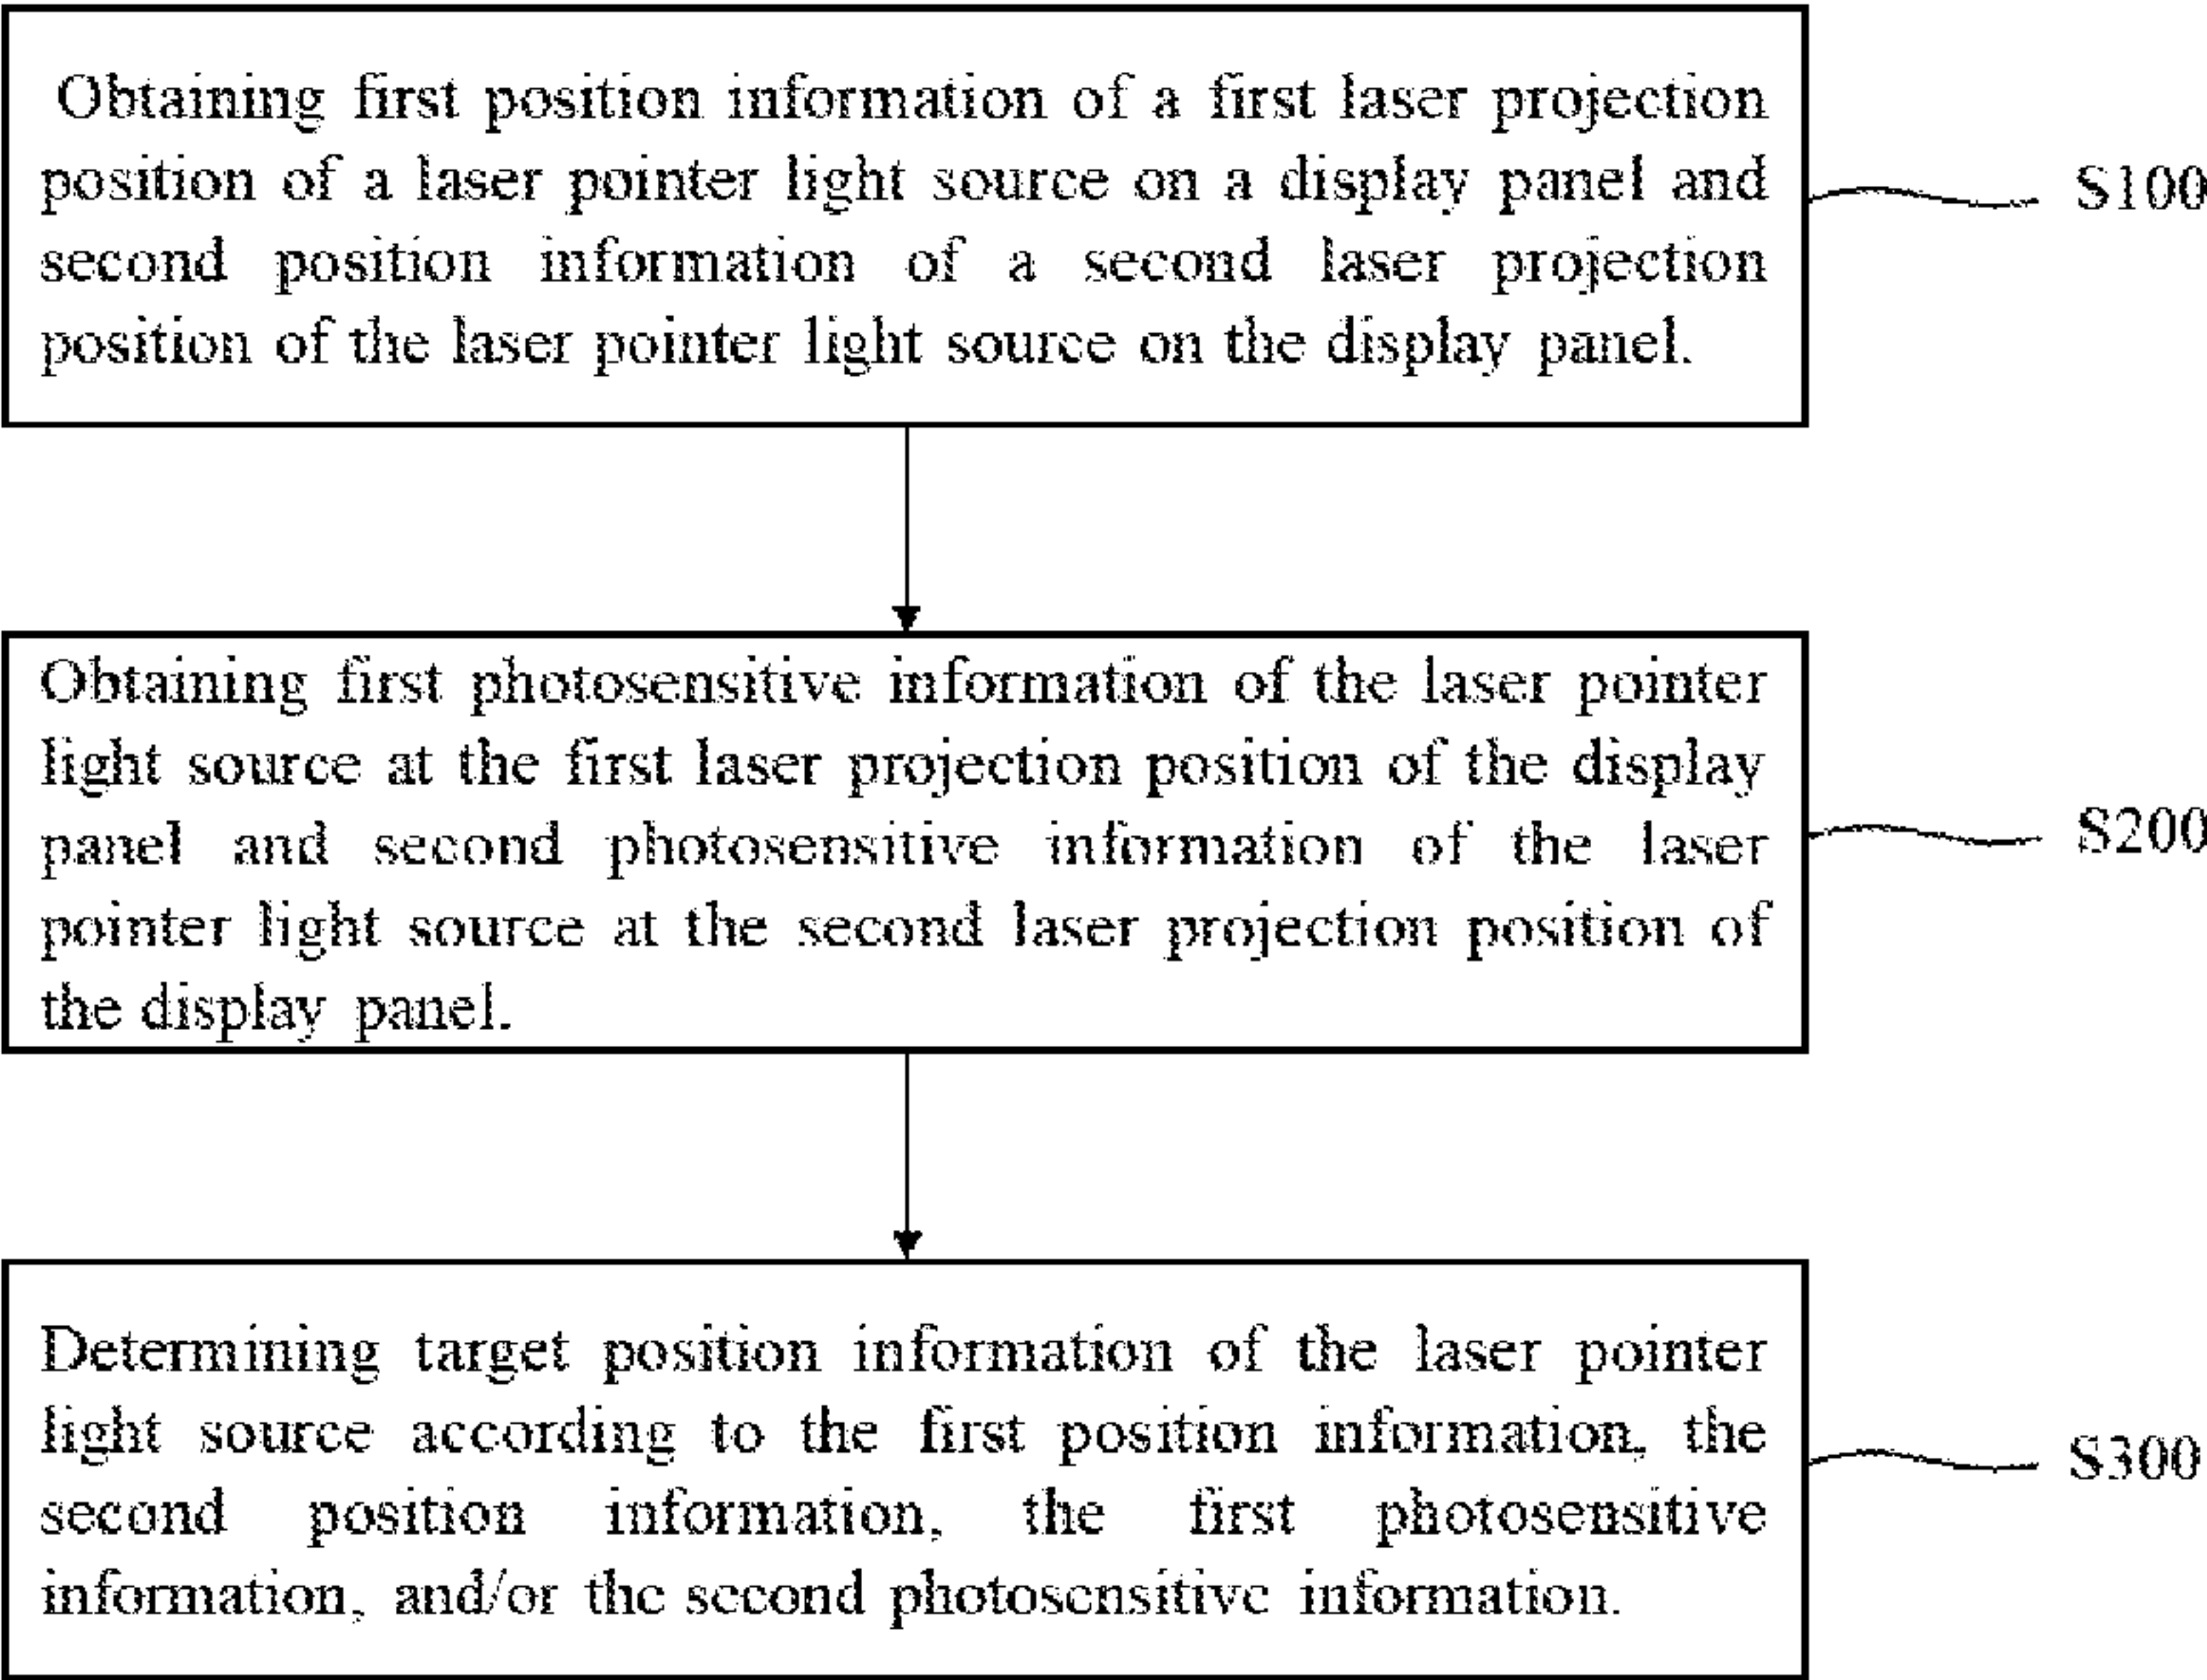 Obtaining first position information of a first laser projection
position of a laser pointer light source on a display panel and
second position information of a second laser projection
position of the laser pointer light source on the display panel.
S100
Obtaining first photosensitive information of the laser pointer
light source at the first laser projection position of the display
panel and second photosensitive information of the laser
pointer light source at the second laser projection position of
the display panel.
S200
Determining target position information of the laser pointer
light source according to the first position information, the
second position information, the first photosensitive
information, and/or the second photosensitive information.
S300